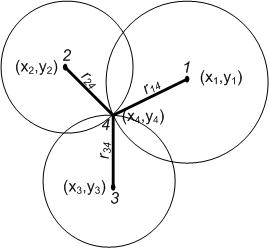 2
1
(x2,y2)
(x1,y1)
r24
r14
4
(x4,y4)
r34
(x3,y3)
3